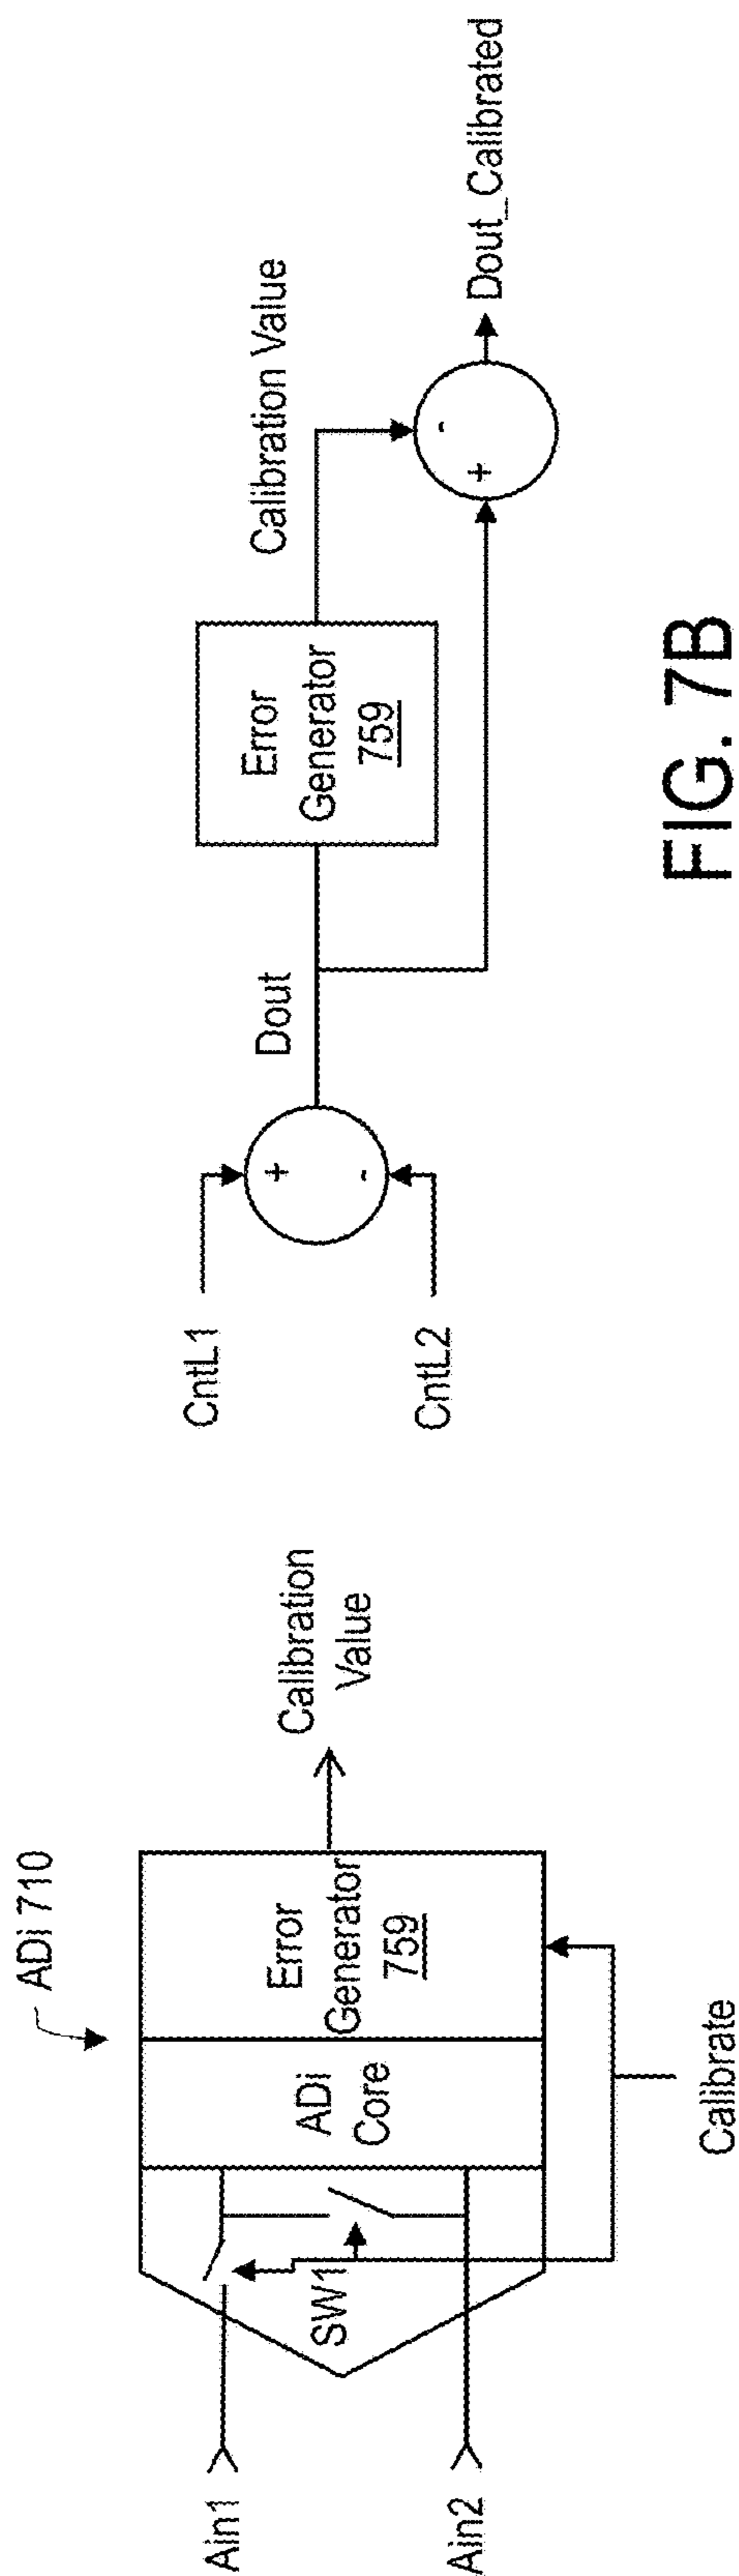 ADi 710
Ain1
Ain2
SW1
ADi
Core
Error
Generator
759
Calibration
Value
Calibrate
CntL1
CntL2
+
-
Dout
Error
Generator
759
Calibration Value
+
-
Dout_Calibrated
FIG. 7B